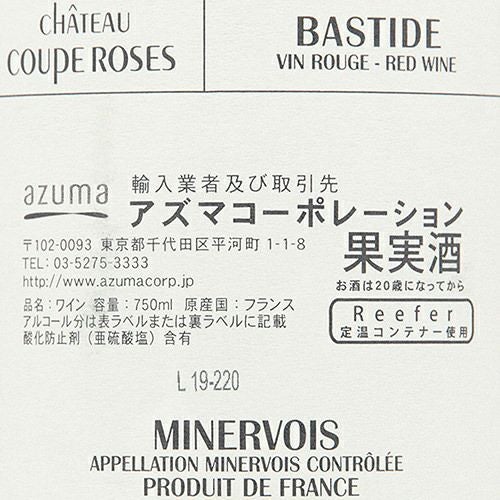 CHÂTEAU
COUPE ROSES
BASTIDE
VIN ROUGE - RED WINE
azuma
輸入業者及び取引先
アズマコーポレーション
〒102-0093 東京都千代田区平河町 1-1-8
TEL: 03-5275-3333
http://www.azumacorp.jp
果実酒
お酒は20歳になってから
品名：ワイン 容量：750ml 原産国：フランス
アルコール分は表ラベルまたは裏ラベルに記載
酸化防止剤（亜硫酸塩）含有
Reefer
定温コンテナー使用
L 19-220
MINERVOIS
APPELLATION MINERVOIS CONTRÔLÉE
PRODUIT DE FRANCE